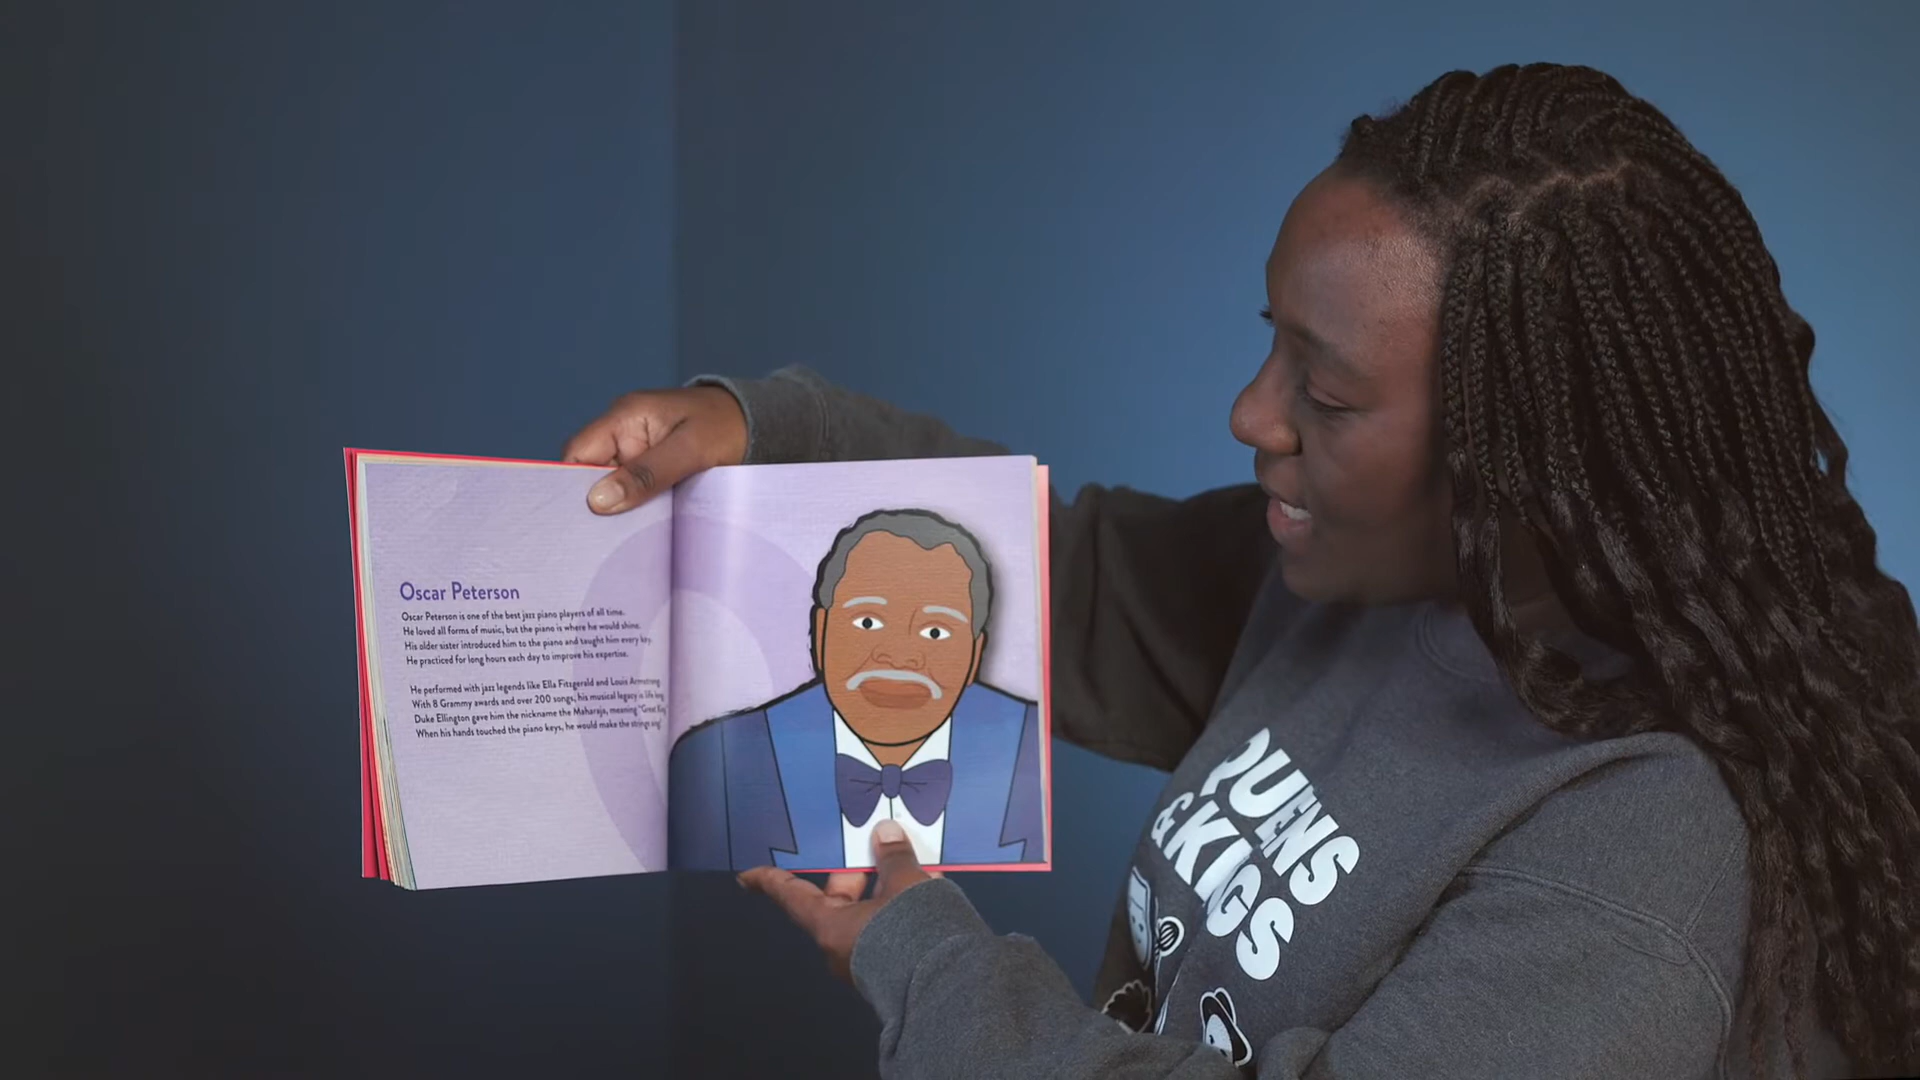 Oscar Peterson
Oscar Peterson is one of the best jazz piano players of all time.
He loved all forms of music, but the piano is where he would shine.
His older sister introduced him to the piano and taught him every key.
He practiced for long hours each day to improve his expertise.
He performed with jazz legends like Ella Fitzgerald and Louis Armstrong.
With 8 Grammy awards and over 200 songs, his musical legacy is life long.
Duke Ellington gave him the nickname the Maharaja, meaning "Great
When his hands touched the piano keys, he would make the strings sing!
QUEENS
& KINGS